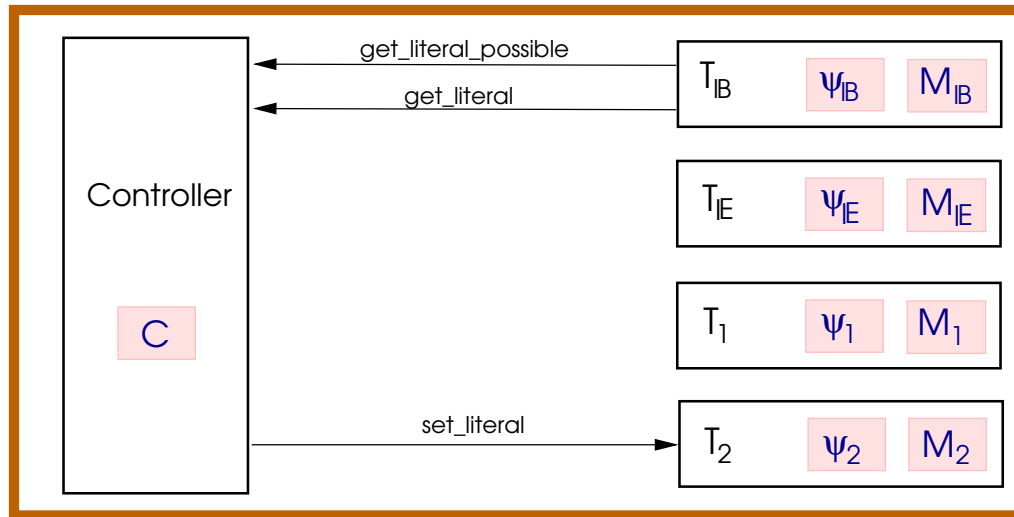 get_literal_possible
get_literal
T_IB ψ_IB M_IB
Controller
T_IE ψ_IE M_IE
C
T_1 ψ_1 M_1
set_literal
T_2 ψ_2 M_2